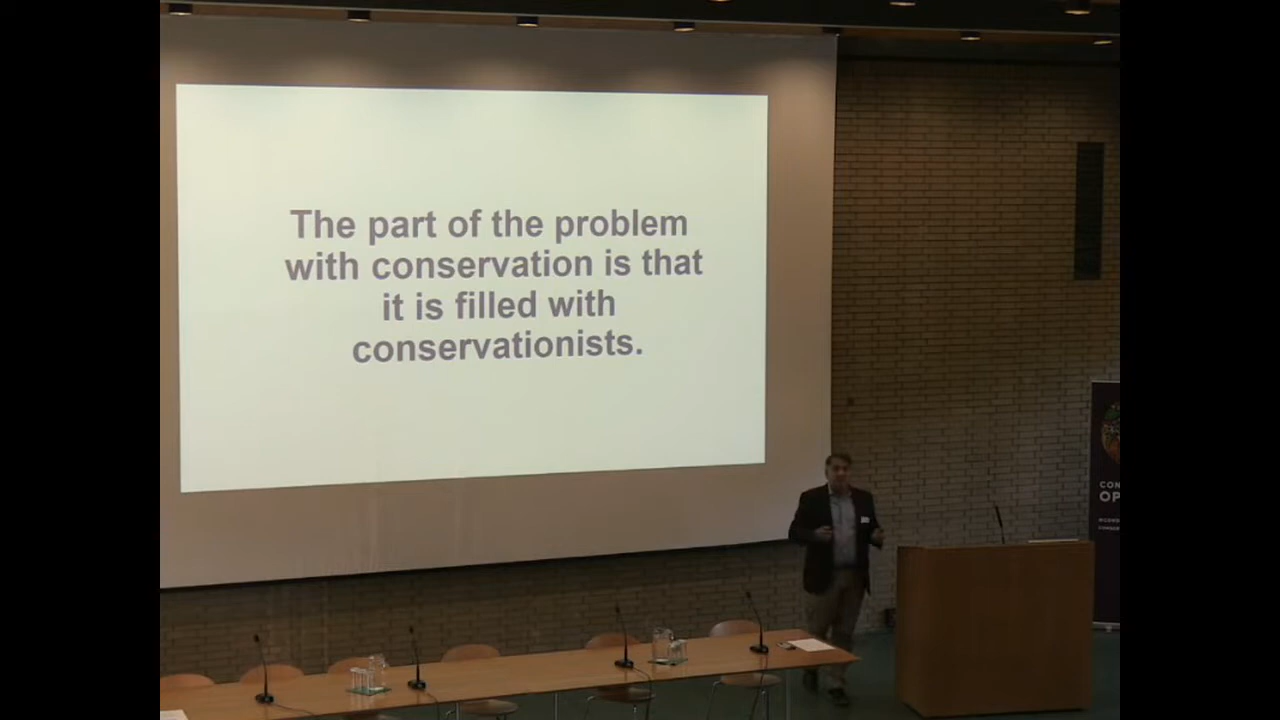 The part of the problem
with conservation is that
it is filled with
conservationists.
CON
OP